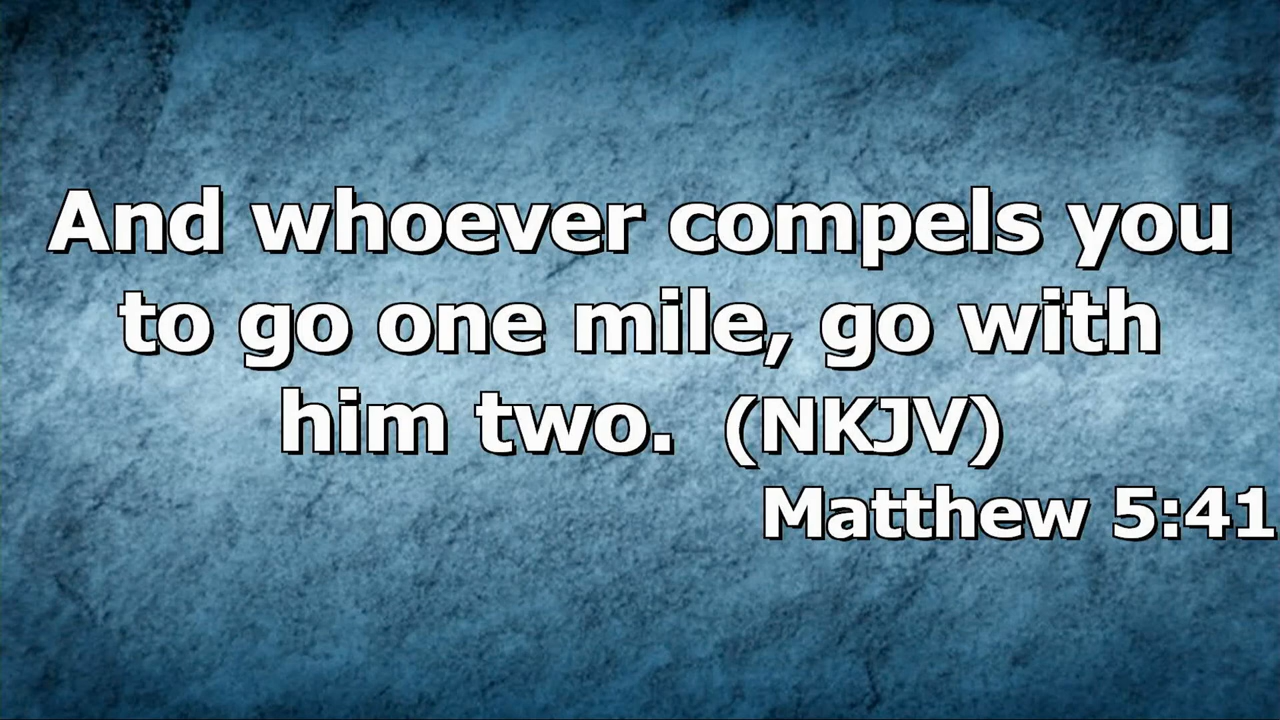 And whoever compels you
to go one mile, go with
him two.  (NKJV)
Matthew 5:41